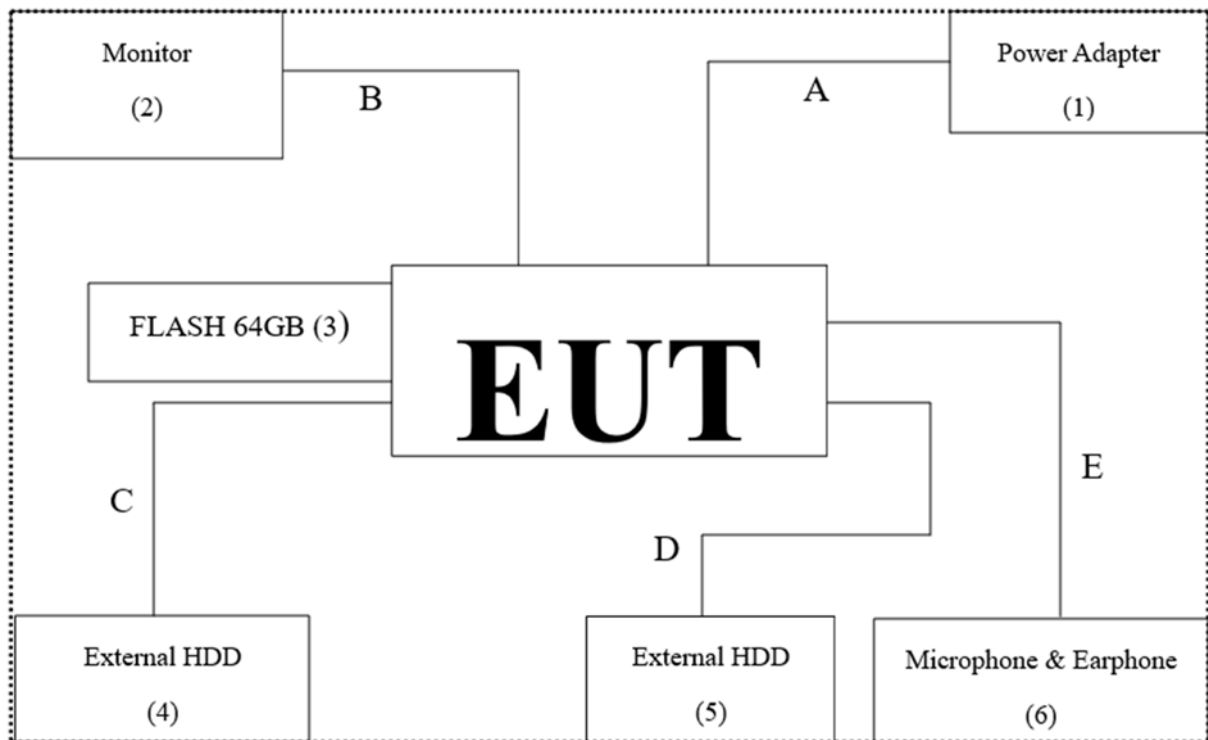 Monitor
(2)
Power Adapter
(1)
B
A
FLASH 64GB (3)
EUT
C
D
E
External HDD
(4)
External HDD
(5)
Microphone & Earphone
(6)